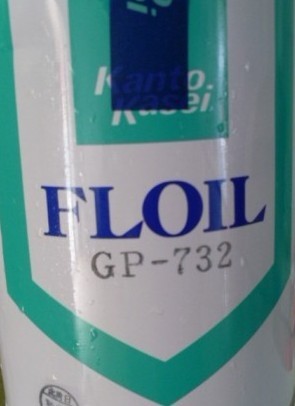 Kanto
Kasei
FLOIL
GP-732